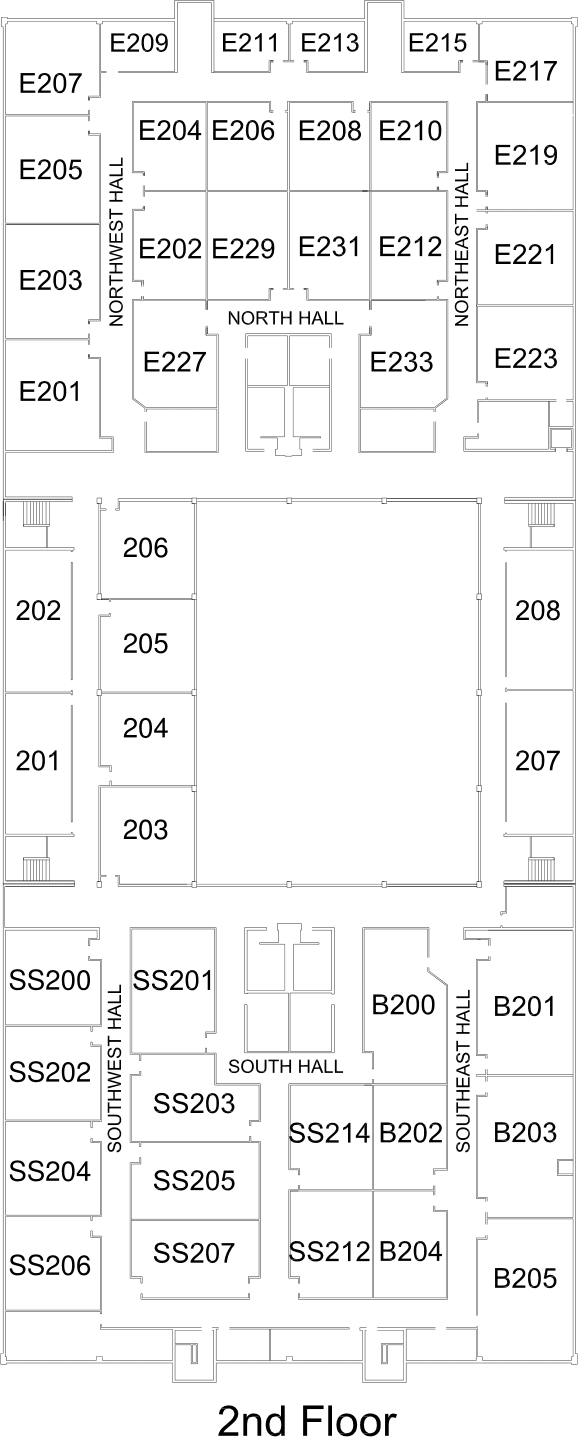 E209
E211
E213
E215
E207
E217
E204
E206
E208
E210
E205
E219
NORTHWEST HALL
NORTHEAST HALL
E202
E229
E231
E212
E203
E221
NORTH HALL
E227
E233
E223
E201
206
202
205
208
204
201
207
203
SS200
SS201
B200
B201
SOUTHWEST HALL
SOUTHEAST HALL
SOUTH HALL
SS202
SS203
SS214
B202
B203
SS204
SS205
SS206
SS207
SS212
B204
B205
2nd Floor